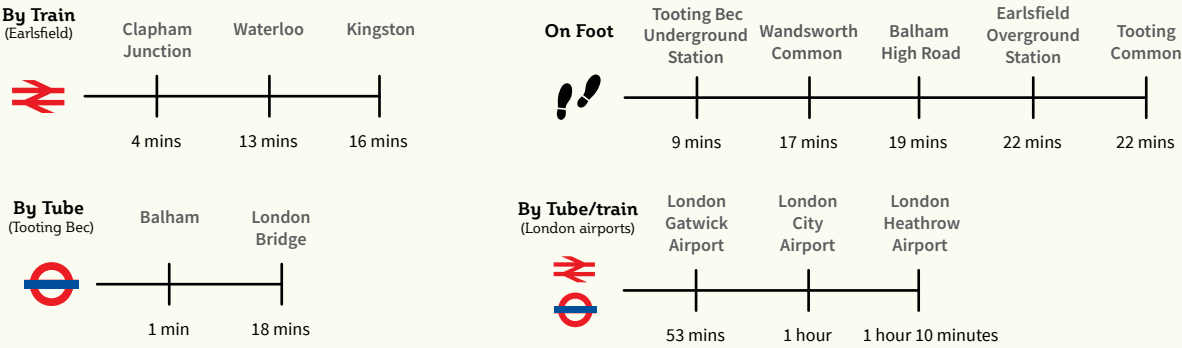 By Train
(Earlsfield)
Clapham
Junction
Waterloo
Kingston
4 mins
13 mins
16 mins
On Foot
Tooting Bec
Underground
Station
Wandsworth
Common
Balham
High Road
Earlsfield
Overground
Station
Tooting
Common
9 mins
17 mins
19 mins
22 mins
22 mins
By Tube
(Tooting Bec)
Balham
London
Bridge
1 min
18 mins
By Tube/train
(London airports)
London
Gatwick
Airport
London
City
Airport
London
Heathrow
Airport
53 mins
1 hour
1 hour 10 minutes